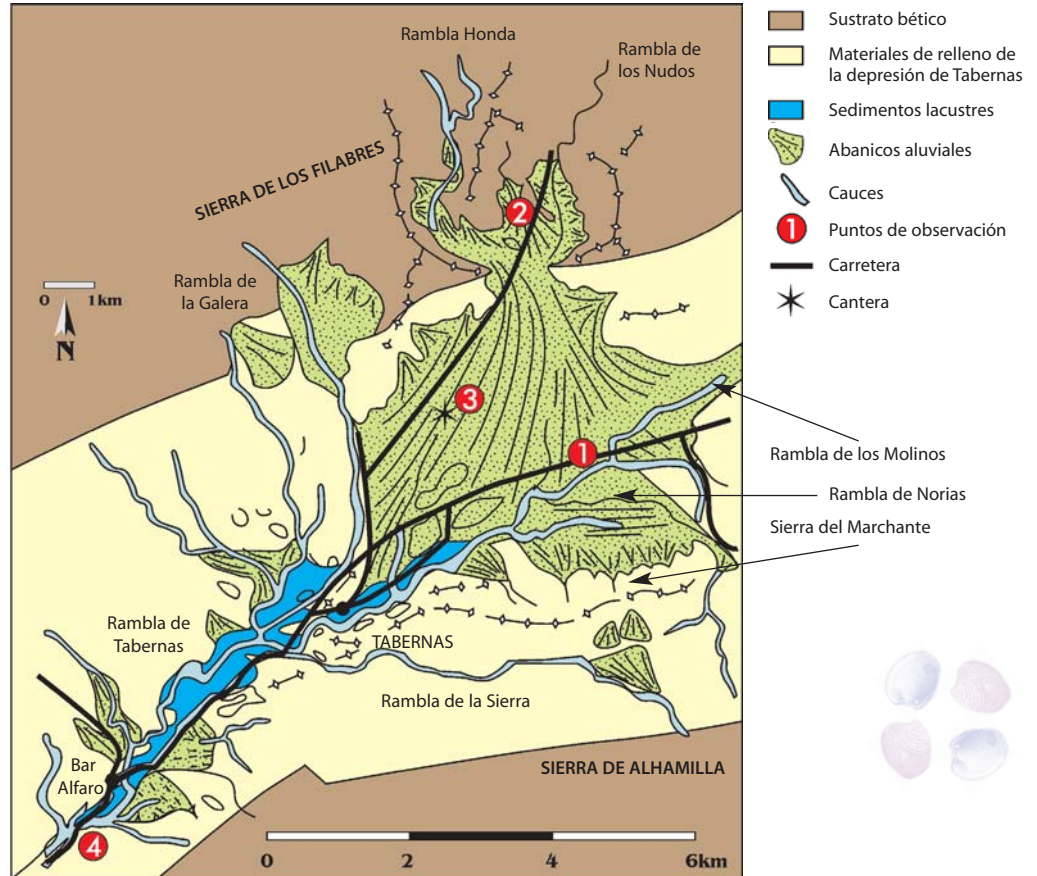 Rambla Honda
Rambla de
los Nudos
SIERRA DE LOS FILABRES
2
Rambla de
la Galera
0 1km
N
3
1
Rambla de
Tabernas
TABERNAS
Rambla de la Sierra
Bar
Alfaro
SIERRA DE ALHAMILLA
4
0 2 4 6km
Sustrato bético
Materiales de relleno de
la depresión de Tabernas
Sedimentos lacustres
Abanicos aluviales
Cauces
1 Puntos de observación
Carretera
Cantera
Rambla de los Molinos
Rambla de Norias
Sierra del Marchante